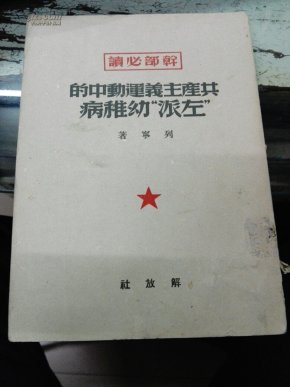 幹部必讀
共產主義運動中的
“左派”幼稚病
列寧著
解放社